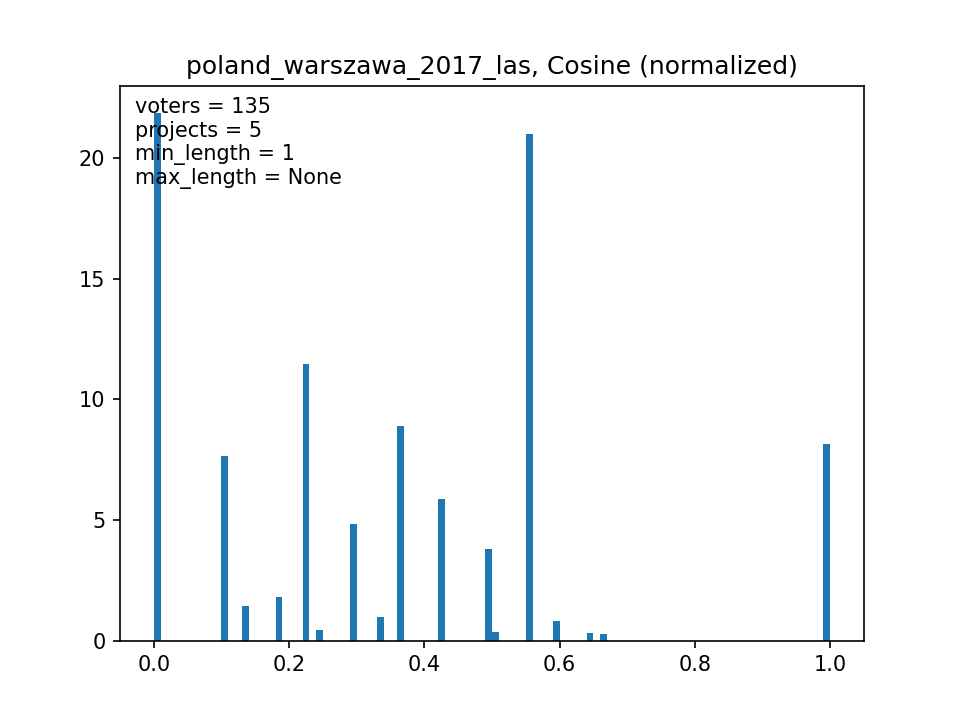 poland_warszawa_2017_las, Cosine (normalized)
voters = 135
projects = 5
min_length = 1
max_length = None
20
15
10
5
0
0.0 0.2 0.4 0.6 0.8 1.0